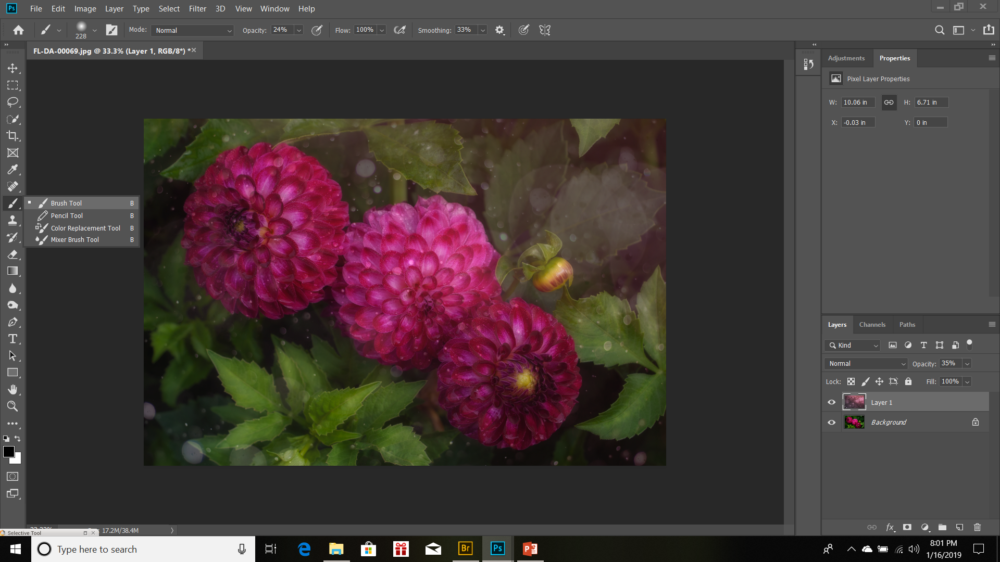 Ps File Edit Image Layer Type Select Filter 3D View Window Help
228 Mode: Normal Opacity: 24% Flow: 100% Smoothing: 33%
FL-DA-00069.jpg @ 33.3% (Layer 1, RGB/8*) *
Adjustments Properties
Pixel Layer Properties
W: 10.06 in H: 6.71 in
X: -0.03 in Y: 0 in
Brush Tool B
Pencil Tool B
Color Replacement Tool B
Mixer Brush Tool B
T
Layers Channels Paths
Kind T
Normal Opacity: 35%
Lock: Fill: 100%
Layer 1
Background
fx
17.2M/38.4M
Selective Tool
Type here to search
Br Ps
8:01 PM
1/16/2019